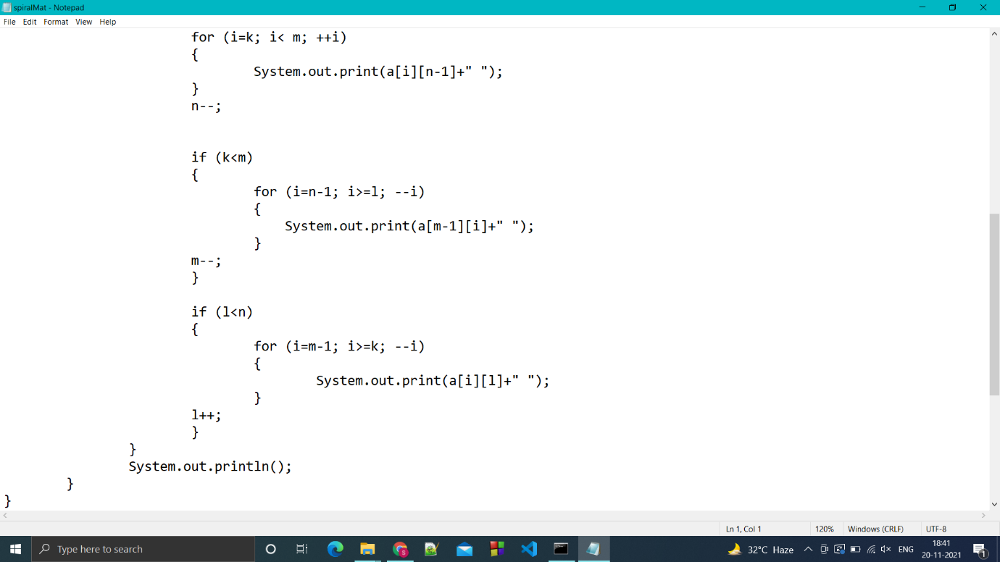 spiralMat - Notepad
File Edit Format View Help
for (i=k; i< m; ++i)
{
System.out.print(a[i][n-1]+" ");
}
n--;
if (k<m)
{
for (i=n-1; i>=l; --i)
{
System.out.print(a[m-1][i]+" ");
}
m--;
}
if (l<n)
{
for (i=m-1; i>=k; --i)
{
System.out.print(a[i][l]+" ");
}
l++;
}
}
System.out.println();
}
}
Ln 1, Col 1 120% Windows (CRLF) UTF-8
Type here to search
S
32°C Haze
ENG
18:41
20-11-2021
1